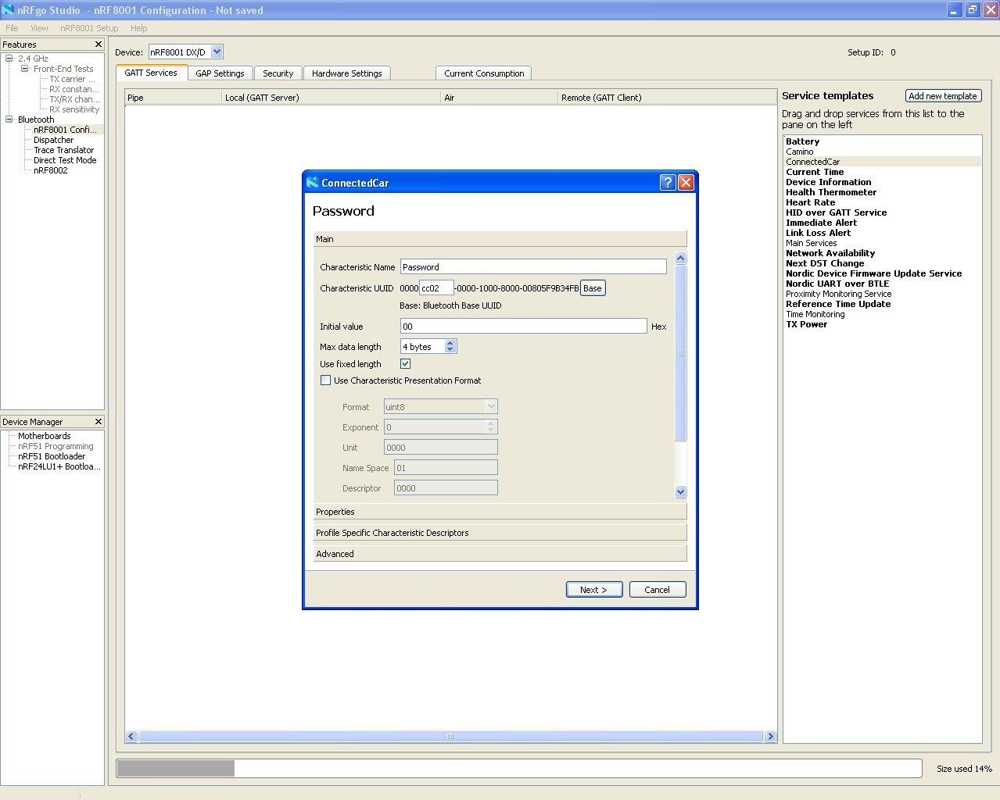 nRFgo Studio - nRF8001 Configuration - Not saved
File View nRF8001 Setup Help
Features
2.4 GHz
Front-End Tests
TX carrier ...
RX constan...
TX/RX chan...
RX sensitivity
Bluetooth
nRF8001 Confi...
Dispatcher
Trace Translator
Direct Test Mode
nRF8002
Device Manager
Motherboards
nRF51 Programming
nRF51 Bootloader
nRF24LU1+ Bootloa...
Device: nRF8001 DX/D
Setup ID: 0
GATT Services GAP Settings Security Hardware Settings Current Consumption
Pipe Local (GATT Server) Air Remote (GATT Client)
ConnectedCar
Password
Main
Characteristic Name Password
Characteristic UUID 0000 cc02 -0000-1000-8000-00805F9B34FB Base
Base: Bluetooth Base UUID
Initial value 00 Hex
Max data length 4 bytes
Use fixed length
Use Characteristic Presentation Format
Format uint8
Exponent 0
Unit 0000
Name Space 01
Descriptor 0000
Properties
Profile Specific Characteristic Descriptors
Advanced
Next > Cancel
Service templates Add new template
Drag and drop services from this list to the
pane on the left
Battery
Camino
ConnectedCar
Current Time
Device Information
Health Thermometer
Heart Rate
HID over GATT Service
Immediate Alert
Link Loss Alert
Main Services
Network Availability
Next DST Change
Nordic Device Firmware Update Service
Nordic UART over BTLE
Proximity Monitoring Service
Reference Time Update
Time Monitoring
TX Power
Size used 14%